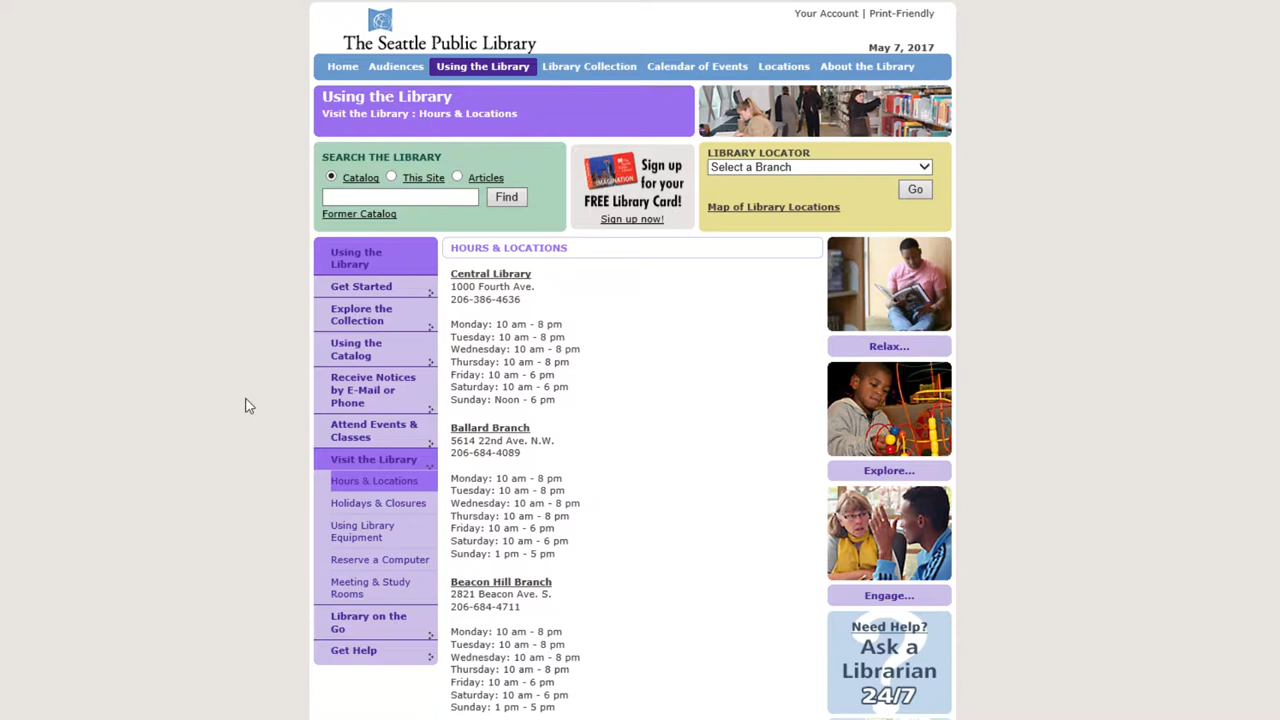 Your Account | Print-Friendly
The Seattle Public Library
May 7, 2017
Home Audiences Using the Library Library Collection Calendar of Events Locations About the Library
Using the Library
Visit the Library : Hours & Locations
SEARCH THE LIBRARY
Catalog This Site Articles
Find
Former Catalog
IMAGINATION
Sign up
for your
FREE Library Card!
Sign up now!
LIBRARY LOCATOR
Select a Branch
Go
Map of Library Locations
Using the
Library
Get Started
Explore the
Collection
Using the
Catalog
Receive Notices
by E-Mail or
Phone
Attend Events &
Classes
Visit the Library
Hours & Locations
Holidays & Closures
Using Library
Equipment
Reserve a Computer
Meeting & Study
Rooms
Library on the
Go
Get Help
HOURS & LOCATIONS
Central Library
1000 Fourth Ave.
206-386-4636
Monday: 10 am - 8 pm
Tuesday: 10 am - 8 pm
Wednesday: 10 am - 8 pm
Thursday: 10 am - 8 pm
Friday: 10 am - 6 pm
Saturday: 10 am - 6 pm
Sunday: Noon - 6 pm
Ballard Branch
5614 22nd Ave. N.W.
206-684-4089
Monday: 10 am - 8 pm
Tuesday: 10 am - 8 pm
Wednesday: 10 am - 8 pm
Thursday: 10 am - 8 pm
Friday: 10 am - 6 pm
Saturday: 10 am - 6 pm
Sunday: 1 pm - 5 pm
Beacon Hill Branch
2821 Beacon Ave. S.
206-684-4711
Monday: 10 am - 8 pm
Tuesday: 10 am - 8 pm
Wednesday: 10 am - 8 pm
Thursday: 10 am - 8 pm
Friday: 10 am - 6 pm
Saturday: 10 am - 6 pm
Sunday: 1 pm - 5 pm
Relax...
Explore...
Engage...
Need Help?
Ask a
Librarian
24/7